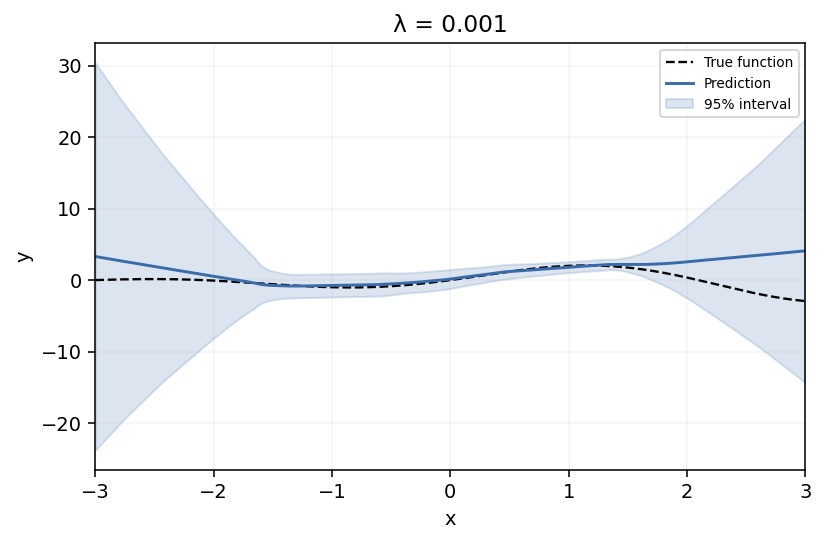 λ = 0.001
True function
Prediction
95% interval
y
30
20
10
0
−10
−20
−3
−2
−1
0
1
2
3
x